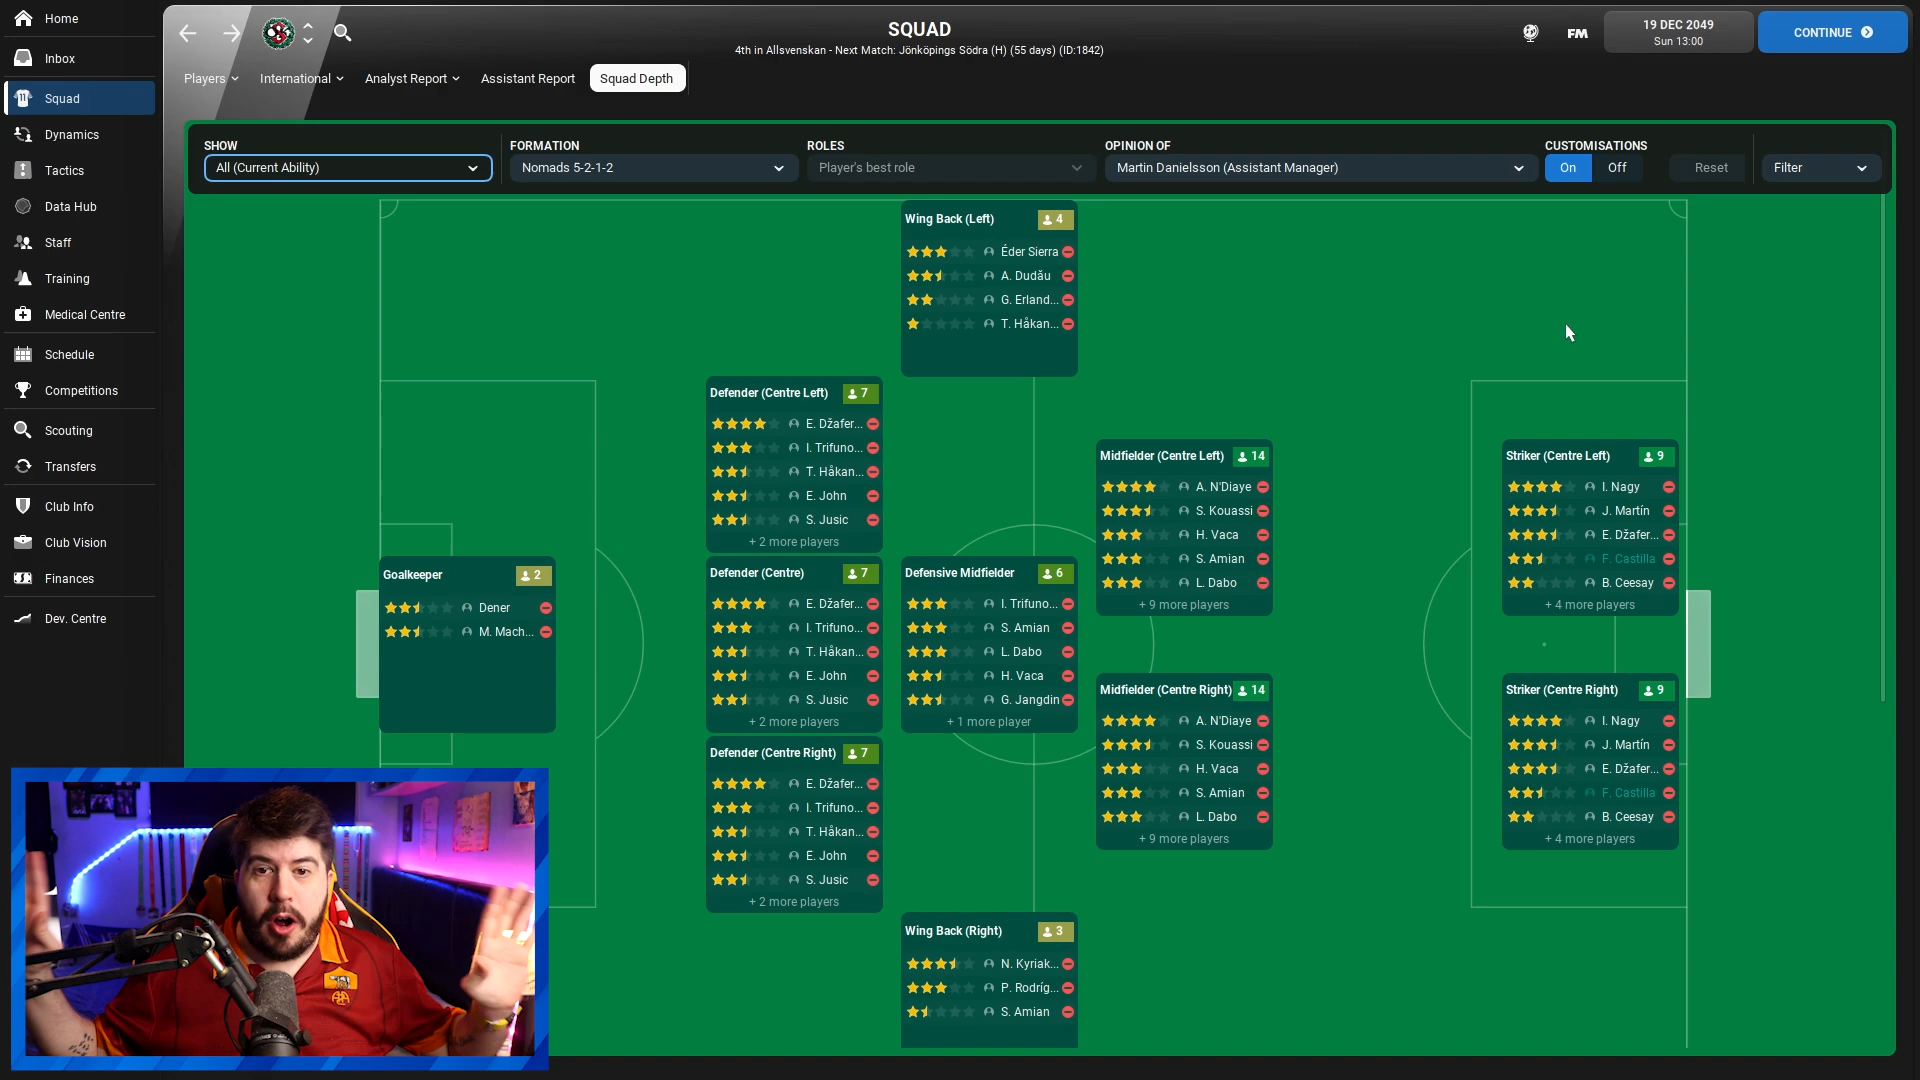 Home
Inbox
Squad
Dynamics
Tactics
Data Hub
Staff
Training
Medical Centre
Schedule
Competitions
Scouting
Transfers
Club Info
Club Vision
Finances
Dev. Centre
SQUAD
4th in Allsvenskan - Next Match: Jönköpings Södra (H) (55 days) (ID:1842)
FM
19 DEC 2049
Sun 13:00
CONTINUE
Players
International
Analyst Report
Assistant Report
Squad Depth
SHOW
All (Current Ability)
FORMATION
Nomads 5-2-1-2
ROLES
Player's best role
OPINION OF
Martin Danielsson (Assistant Manager)
CUSTOMISATIONS
On Off
Reset
Filter
Wing Back (Left) 4
Éder Sierra
A. Dudău
G. Erland...
T. Håkan...
Defender (Centre Left) 7
E. Džafer...
I. Trifuno...
T. Håkan...
E. John
S. Jusic
+ 2 more players
Midfielder (Centre Left) 14
A. N'Diaye
S. Kouassi
H. Vaca
S. Amian
L. Dabo
+ 9 more players
Striker (Centre Left) 9
I. Nagy
J. Martín
E. Džafer...
F. Castilla
B. Ceesay
+ 4 more players
Goalkeeper 2
Dener
M. Mach...
Defender (Centre) 7
E. Džafer...
I. Trifuno...
T. Håkan...
E. John
S. Jusic
+ 2 more players
Defensive Midfielder 6
I. Trifuno...
S. Amian
L. Dabo
H. Vaca
G. Jangdin
+ 1 more player
Midfielder (Centre Right) 14
A. N'Diaye
S. Kouassi
H. Vaca
S. Amian
L. Dabo
+ 9 more players
Striker (Centre Right) 9
I. Nagy
J. Martín
E. Džafer...
F. Castilla
B. Ceesay
+ 4 more players
Defender (Centre Right) 7
E. Džafer...
I. Trifuno...
T. Håkan...
E. John
S. Jusic
+ 2 more players
Wing Back (Right) 3
N. Kyriak...
P. Rodríg...
S. Amian